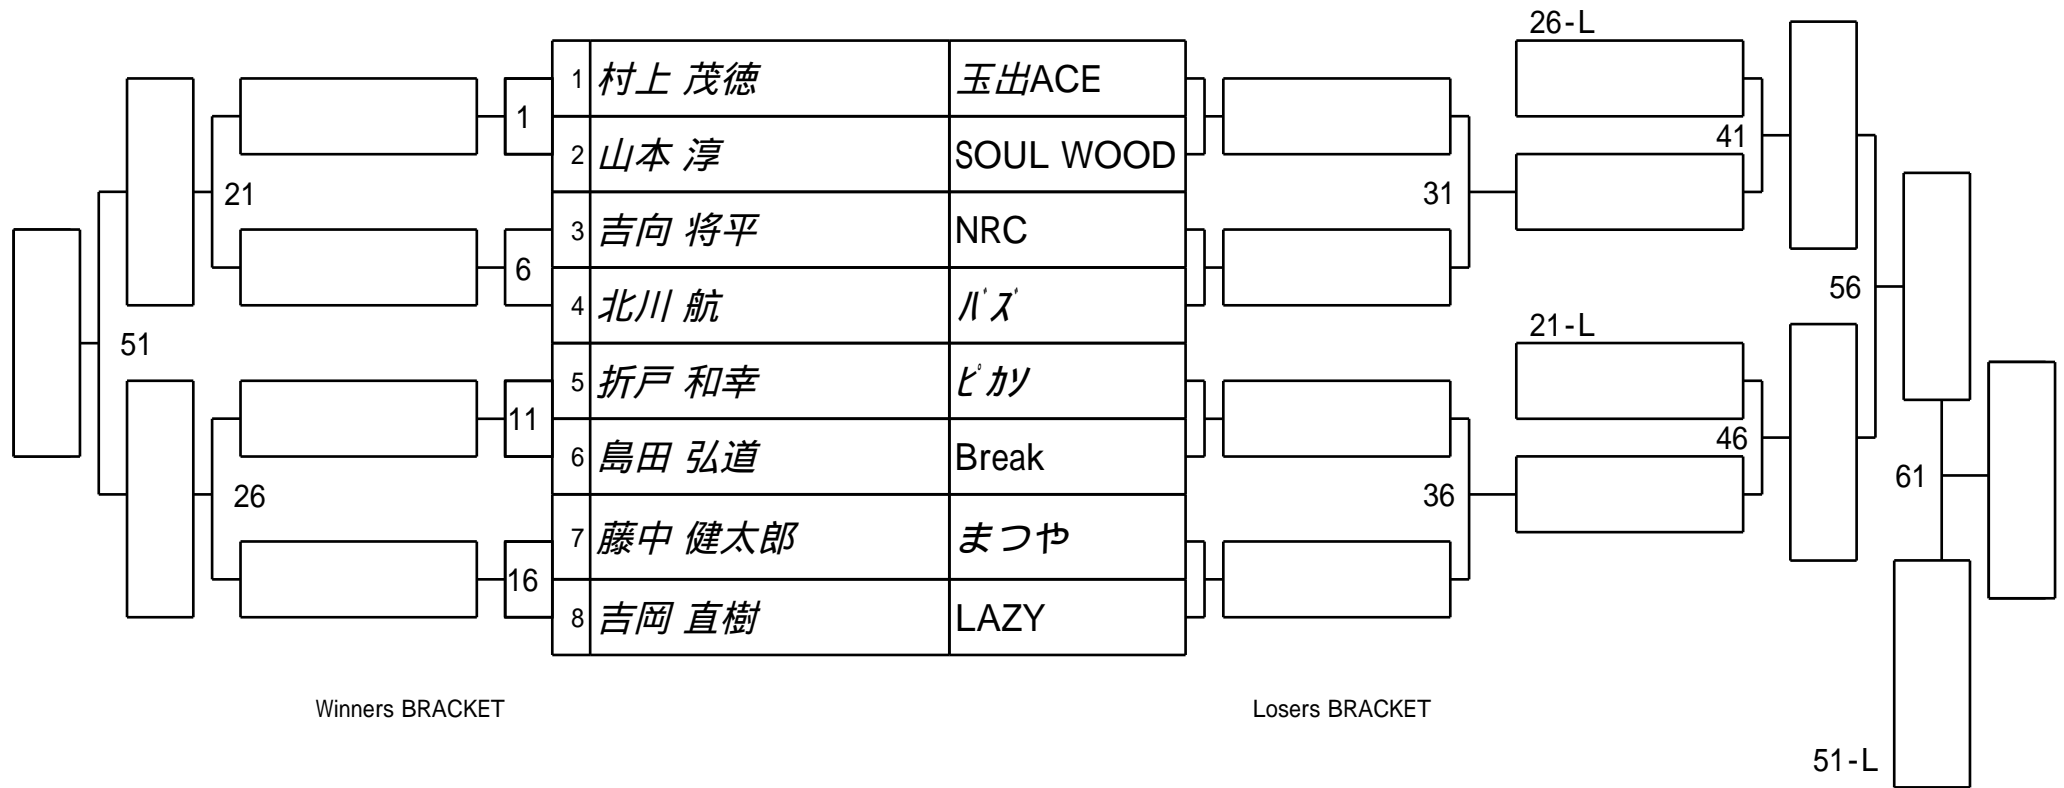 26-L
1 村上 茂徳 玉出ACE
1
41
2 山本 淳 SOUL WOOD
21
31
3 吉向 将平 NRC
6
56
4 北川 航 ﾊﾞｽﾞ
21-L
51
5 折戸 和幸 ﾋﾟｶｿ
11
46
6 島田 弘道 Break
61
26
36
7 藤中 健太郎 まつや
16
8 吉岡 直樹 LAZY
Winners BRACKET
Losers BRACKET
51-L